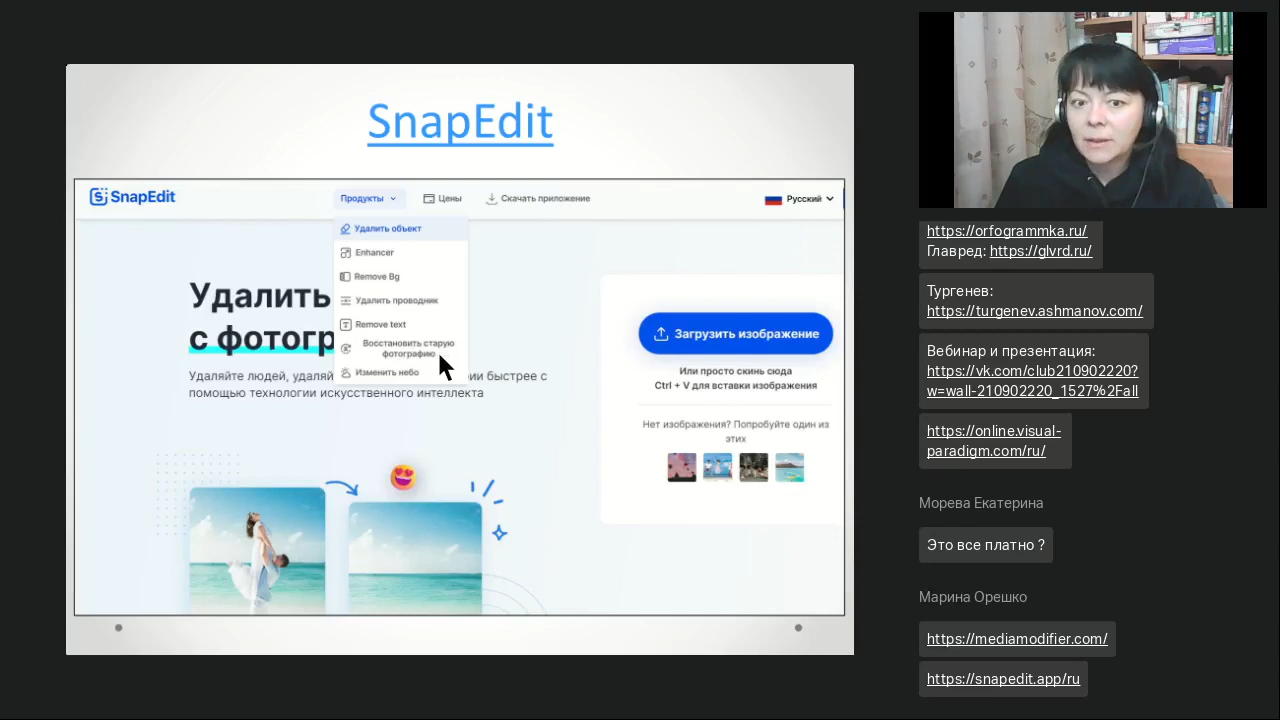 SnapEdit
SnapEdit
Продукты
Цены
Скачать приложение
Русский
Удалить объект
Enhancer
Remove Bg
Удалить проводник
Remove text
Восстановить старую
фотографию
Изменить небо
Удалить
с фотогр
Удаляйте людей, удаляй
ии быстрее с
помощью технологии искусственного интеллекта
Загрузить изображение
Или просто скинь сюда
Ctrl + V для вставки изображения
Нет изображения? Попробуйте один из
этих
https://orfogrammka.ru/
Главред: https://glvrd.ru/
Тургенев:
https://turgenev.ashmanov.com/
Вебинар и презентация:
https://vk.com/club210902220?
w=wall-210902220_1527%2Fall
https://online.visual-
paradigm.com/ru/
Морева Екатерина
Это все платно ?
Марина Орешко
https://mediamodifier.com/
https://snapedit.app/ru